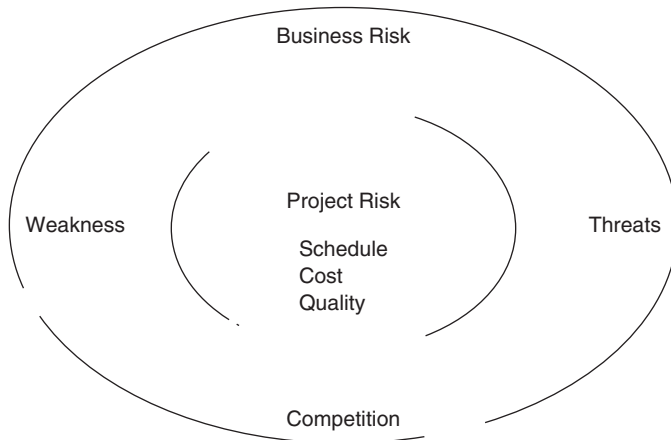 Business Risk
Project Risk
Weakness
Threats
Schedule
Cost
Quality
Competition